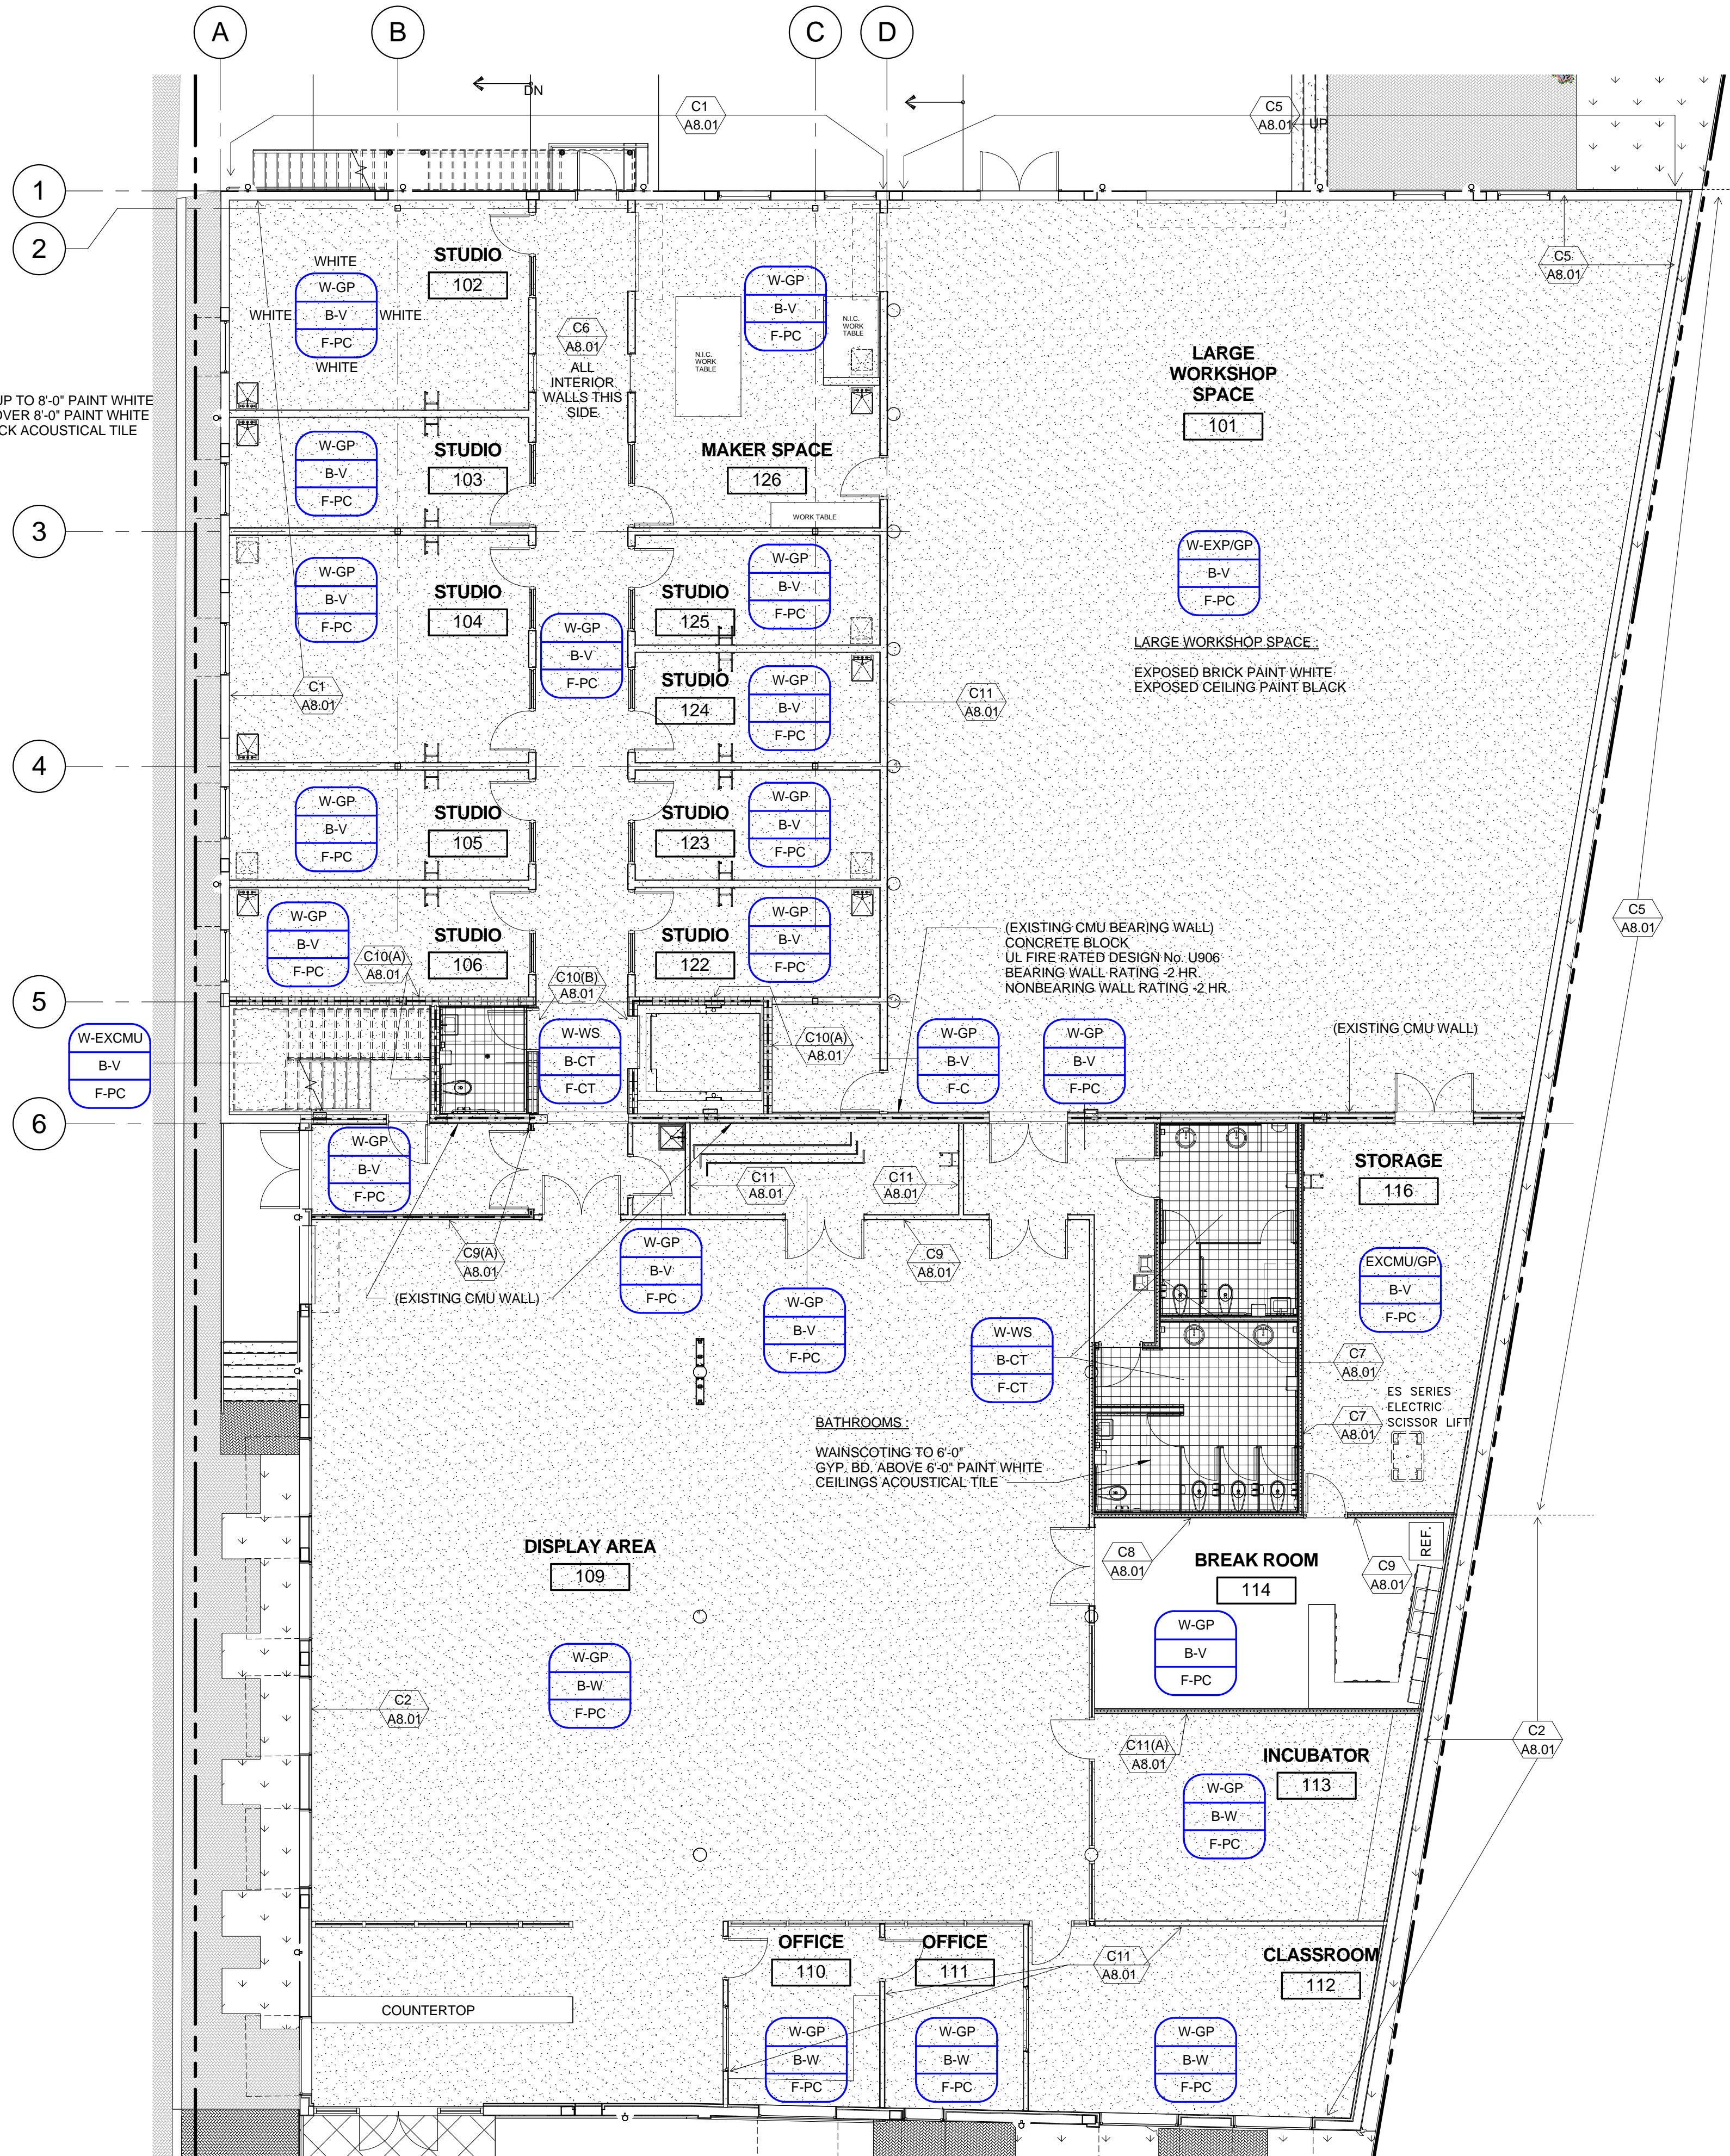 A
B
C
D
DN
C1
A8.01
C5
A8.01
UP
1
2
STUDIO
102
WHITE
W-GP
B-V
F-PC
WHITE
WHITE
WHITE
C6
A8.01
ALL
INTERIOR
WALLS THIS
SIDE
W-GP
B-V
F-PC
N.I.C.
WORK
TABLE
N.I.C.
WORK
TABLE
C5
A8.01
LARGE
WORKSHOP
SPACE
101
UP TO 8'-0" PAINT WHITE
OVER 8'-0" PAINT WHITE
CK ACOUSTICAL TILE
W-GP
B-V
F-PC
STUDIO
103
MAKER SPACE
126
WORK TABLE
3
W-GP
B-V
F-PC
STUDIO
104
W-GP
B-V
F-PC
STUDIO
125
W-GP
B-V
F-PC
W-EXP/GP
B-V
F-PC
LARGE WORKSHOP SPACE :
EXPOSED BRICK PAINT WHITE
EXPOSED CEILING PAINT BLACK
C1
A8.01
STUDIO
124
W-GP
B-V
F-PC
C11
A8.01
4
W-GP
B-V
F-PC
STUDIO
105
STUDIO
123
W-GP
B-V
F-PC
W-GP
B-V
F-PC
STUDIO
106
C10(A)
A8.01
C10(B)
A8.01
STUDIO
122
W-GP
B-V
F-PC
C5
A8.01
(EXISTING CMU BEARING WALL)
CONCRETE BLOCK
UL FIRE RATED DESIGN No. U906
BEARING WALL RATING -2 HR.
NONBEARING WALL RATING -2 HR.
5
W-EXCMU
B-V
F-PC
W-WS
B-CT
F-CT
C10(A)
A8.01
W-GP
B-V
F-C
W-GP
B-V
F-PC
(EXISTING CMU WALL)
6
W-GP
B-V
F-PC
C11
A8.01
C11
A8.01
STORAGE
116
C9(A)
A8.01
W-GP
B-V
F-PC
C9
A8.01
EXCMU/GP
B-V
F-PC
(EXISTING CMU WALL)
W-GP
B-V
F-PC
W-WS
B-CT
F-CT
C7
A8.01
ES SERIES
ELECTRIC
SCISSOR LIFT
C7
A8.01
BATHROOMS :
WAINSCOTING TO 6'-0"
GYP. BD. ABOVE 6'-0" PAINT WHITE
CEILINGS ACOUSTICAL TILE
DISPLAY AREA
109
C8
A8.01
BREAK ROOM
114
C9
A8.01
REF.
W-GP
B-W
F-PC
W-GP
B-V
F-PC
C2
A8.01
C11(A)
A8.01
INCUBATOR
113
W-GP
B-W
F-PC
C2
A8.01
OFFICE
110
OFFICE
111
C11
A8.01
CLASSROOM
112
COUNTERTOP
W-GP
B-W
F-PC
W-GP
B-W
F-PC
W-GP
B-W
F-PC